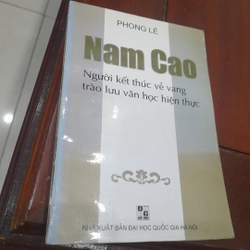 PHONG LÊ
Nam Cao
Người kết thúc vẻ vang
trào lưu văn học hiện thực
NHÀ XUẤT BẢN ĐẠI HỌC QUỐC GIA HÀ NỘI